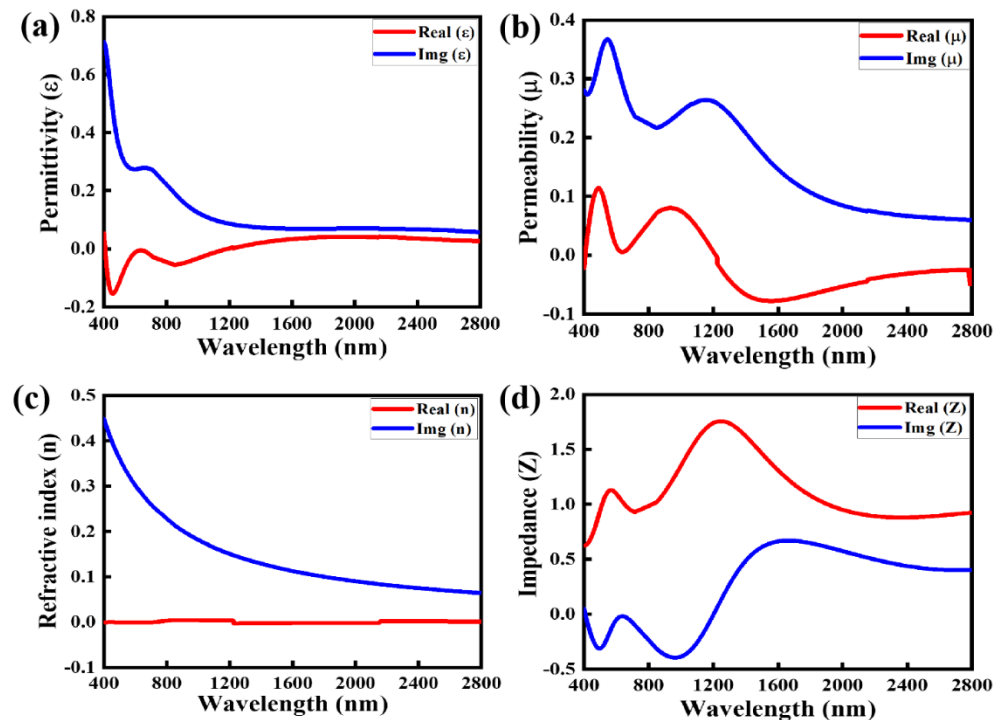 (a)
Real (ε)
Img (ε)
Permittivity (ε)
0.8
0.6
0.4
0.2
0.0
-0.2
400 800 1200 1600 2000 2400 2800
Wavelength (nm)
(b)
Real (μ)
Img (μ)
Permeability (μ)
0.4
0.3
0.2
0.1
0.0
-0.1
400 800 1200 1600 2000 2400 2800
Wavelength (nm)
(c)
Real (n)
Img (n)
Refractive index (n)
0.5
0.4
0.3
0.2
0.1
0.0
-0.1
400 800 1200 1600 2000 2400 2800
Wavelength (nm)
(d)
Real (Z)
Img (Z)
Impedance (Z)
2.0
1.5
1.0
0.5
-0.0
-0.5
400 800 1200 1600 2000 2400 2800
Wavelength (nm)